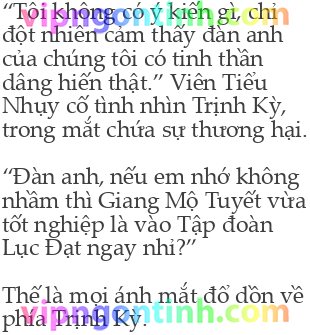 “Tôi không có ý kiến gì, chỉ
đột nhiên cảm thấy đàn anh
của chúng tôi có tinh thần
dâng hiến thật.” Viên Tiểu
Nhụy cố tình nhìn Trịnh Kỳ,
trong mắt chứa sự thương hại.
“Đàn anh, nếu em nhớ không
nhầm thì Giang Mộ Tuyết vừa
tốt nghiệp là vào Tập đoàn
Lục Đạt ngay nhỉ?”
Thế là mọi ánh mắt đổ dồn về
phía Trịnh Kỳ.
vipngontinh.com
vipngontinh.com